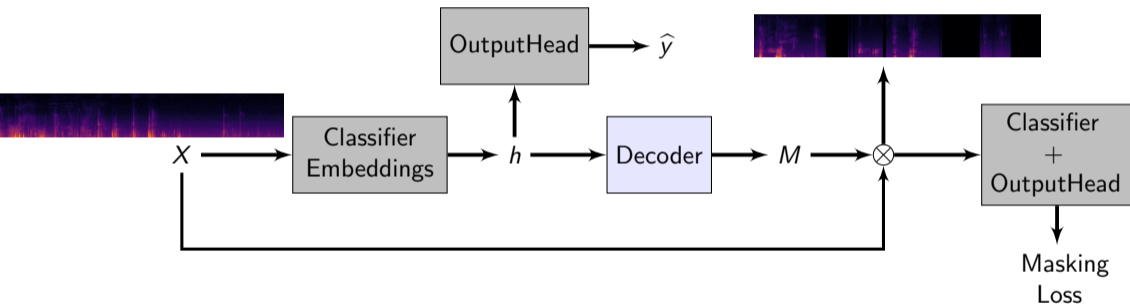 OutputHead
ŷ
X
Classifier
Embeddings
h
Decoder
M
⊗
Classifier
+
OutputHead
Masking
Loss